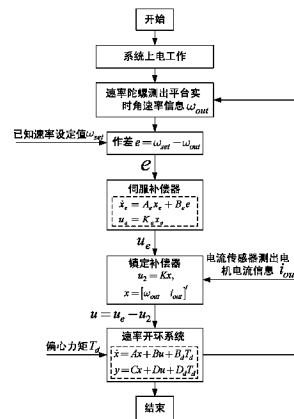 开始
系统上电工作
速率陀螺测出平台实
时角速率信息 ω_out
已知速率设定值 ω_set
作差 e = ω_set − ω_out
e
伺服补偿器
ẋ_e = A_e x_e + B_e e
u_e = K_e x_e
u_e
镇定补偿器
u_2 = Kx,
x = [ω_out i_out]^T
电流传感器测出电
机电流信息 i_out
u = u_e − u_2
偏心力矩 T_d
速率开环系统
ẋ = Ax + Bu + B_d T_d
y = Cx + Du + D_d T_d
结束